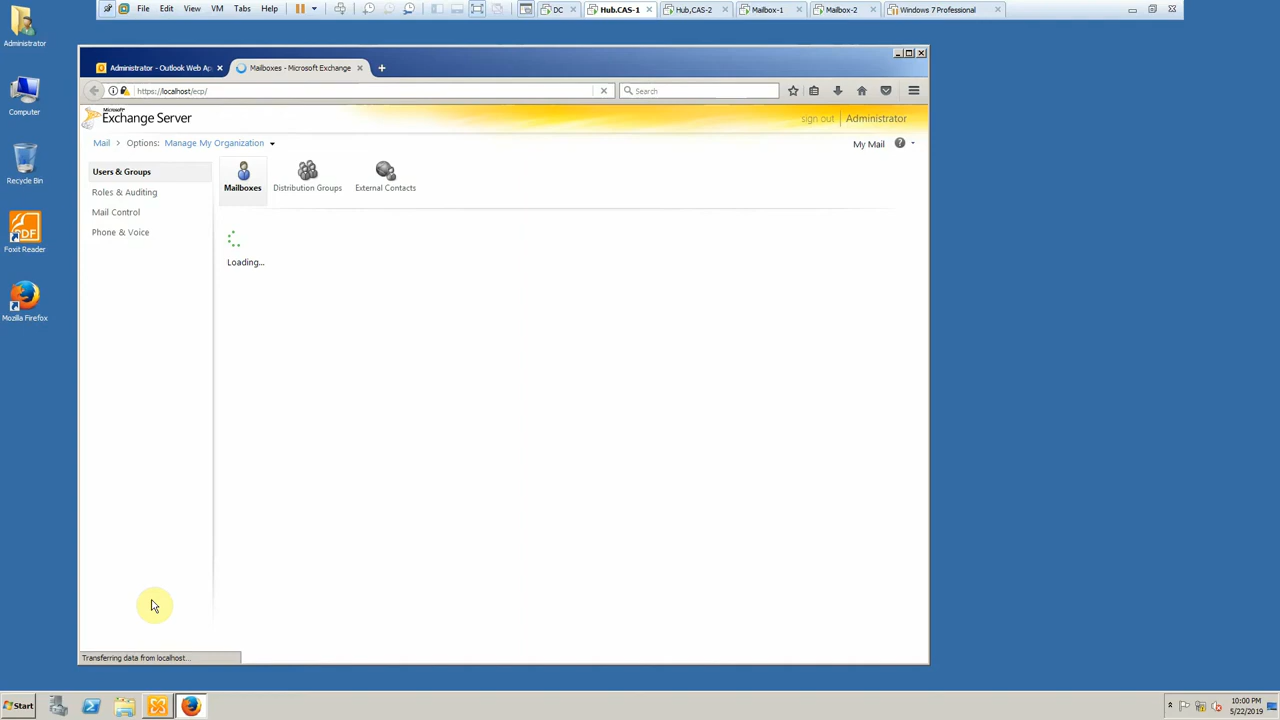 File Edit View VM Tabs Help
DC
Hub.CAS-1
Hub,CAS-2
Mailbox-1
Mailbox-2
Windows 7 Professional
Administrator
Computer
Recycle Bin
Foxit Reader
Mozilla Firefox
Administrator - Outlook Web Ap
Mailboxes - Microsoft Exchange
https://localhost/ecp/
Search
Microsoft
Exchange Server
sign out
Administrator
Mail > Options: Manage My Organization
My Mail
Users & Groups
Roles & Auditing
Mail Control
Phone & Voice
Mailboxes
Distribution Groups
External Contacts
Loading...
Transferring data from localhost...
Start
10:00 PM
5/22/2019